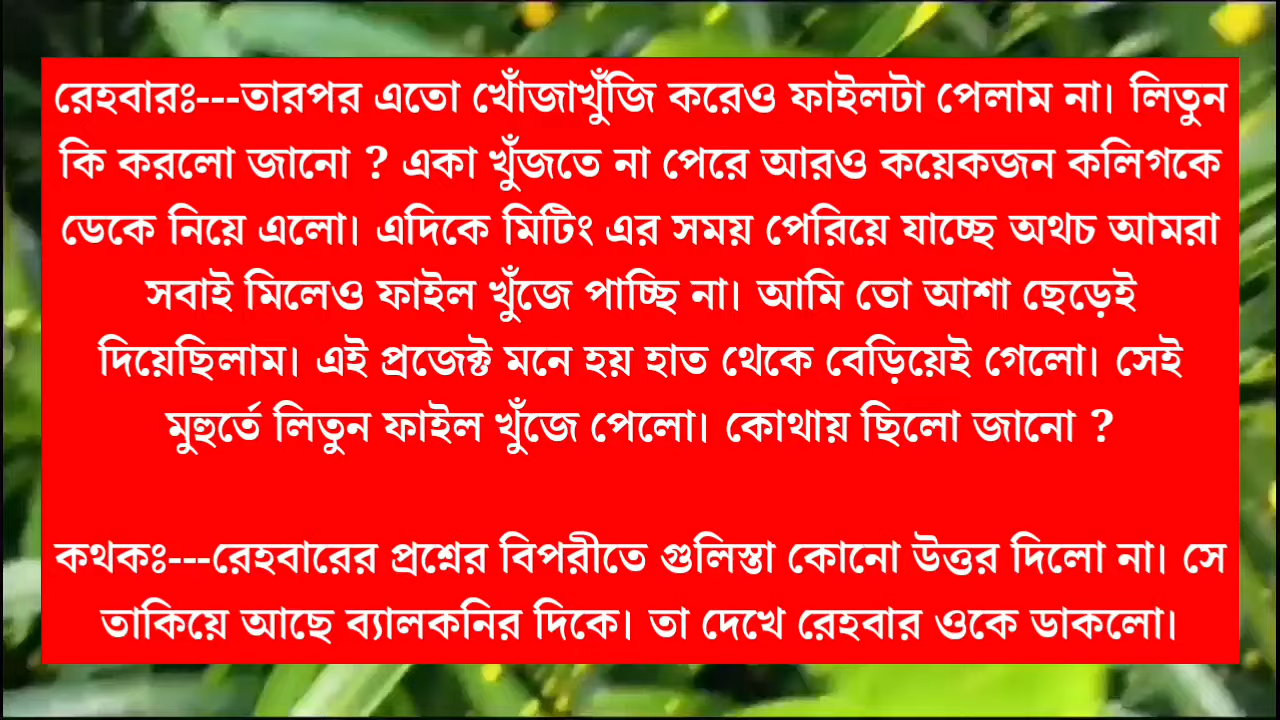 রেহবারঃ---তারপর এতো খোঁজাখুঁজি করেও ফাইলটা পেলাম না। লিতুন
কি করলো জানো ? একা খুঁজতে না পেরে আরও কয়েকজন কলিগকে
ডেকে নিয়ে এলো। এদিকে মিটিং এর সময় পেরিয়ে যাচ্ছে অথচ আমরা
সবাই মিলেও ফাইল খুঁজে পাচ্ছি না। আমি তো আশা ছেড়েই
দিয়েছিলাম। এই প্রজেক্ট মনে হয় হাত থেকে বেড়িয়েই গেলো। সেই
মুহুর্তে লিতুন ফাইল খুঁজে পেলো। কোথায় ছিলো জানো ?
কথকঃ---রেহবারের প্রশ্নের বিপরীতে গুলিস্তা কোনো উত্তর দিলো না। সে
তাকিয়ে আছে ব্যালকনির দিকে। তা দেখে রেহবার ওকে ডাকলো।